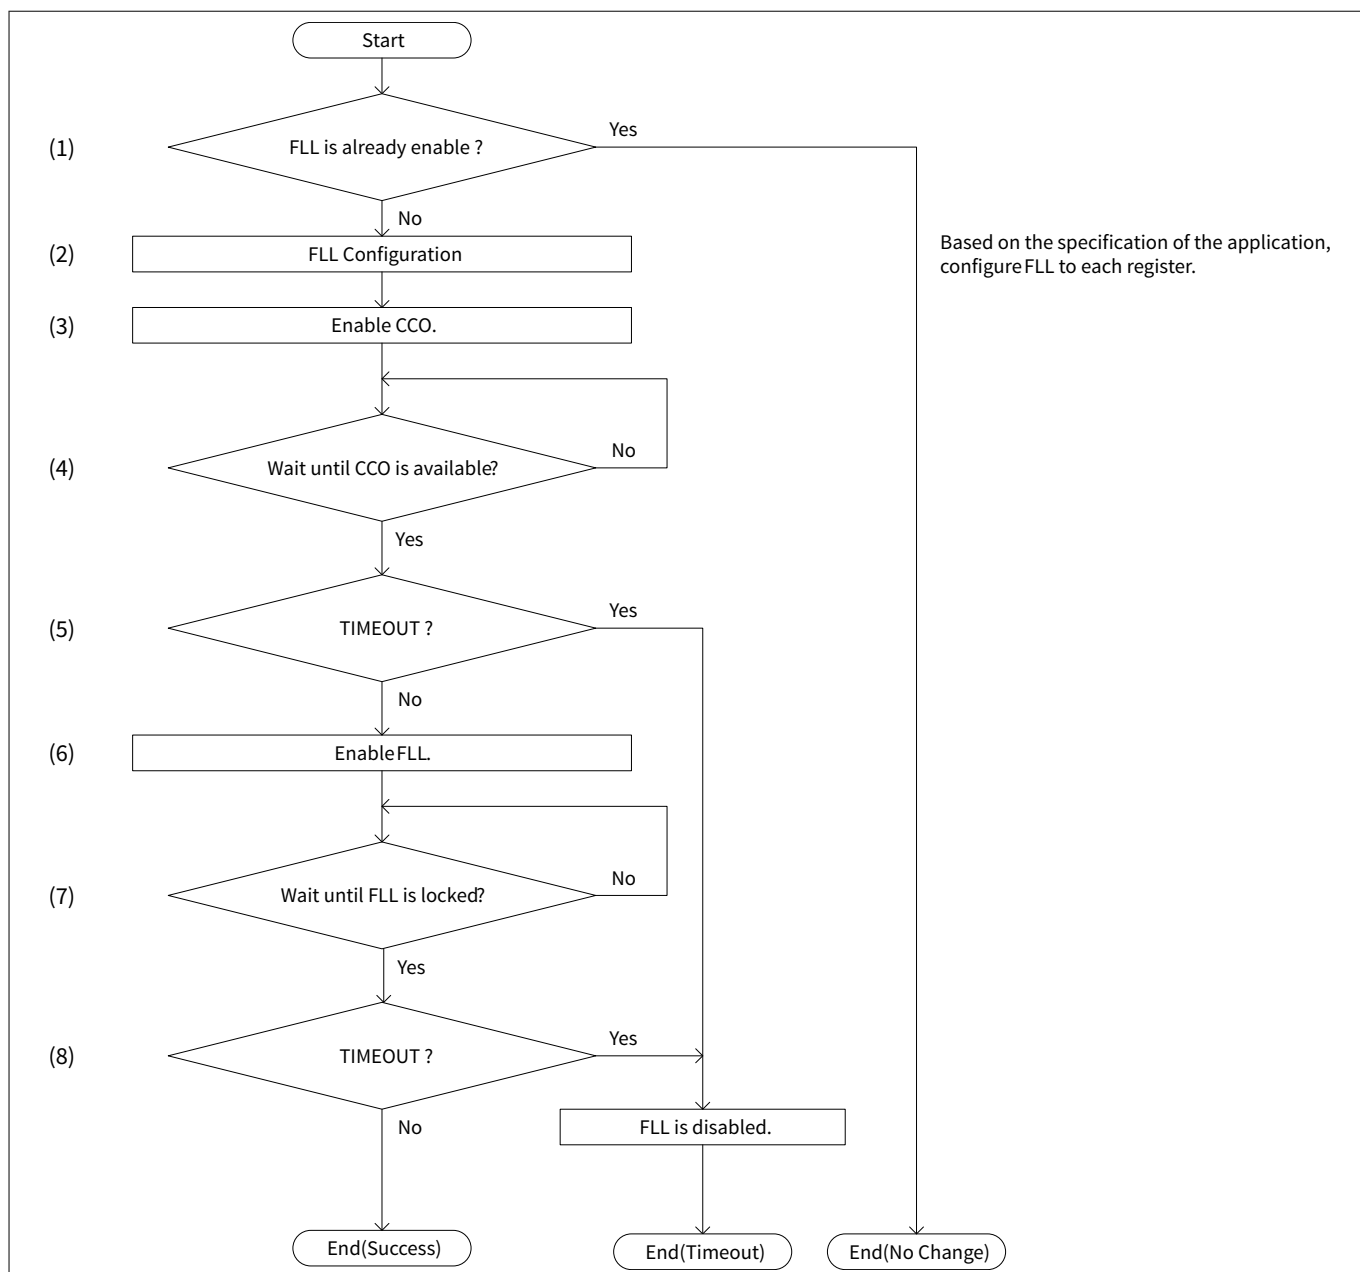 Start
Yes
(1)
FLL is already enable ?
No
(2)
FLL Configuration
Based on the specification of the application,
configure FLL to each register.
(3)
Enable CCO.
No
(4)
Wait until CCO is available?
Yes
Yes
(5)
TIMEOUT ?
No
(6)
Enable FLL.
No
(7)
Wait until FLL is locked?
Yes
Yes
(8)
TIMEOUT ?
No
FLL is disabled.
End(Success)
End(Timeout)
End(No Change)